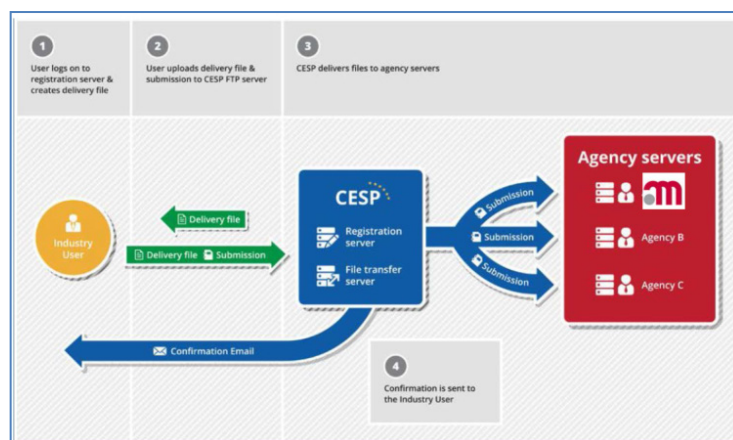 1
User logs on to
registration server &
creates delivery file
2
User uploads delivery file &
submission to CESP FTP server
3
CESP delivers files to agency servers
Industry
User
Delivery file
Delivery file Submission
CESP
Registration
server
File transfer
server
Submission
Submission
Submission
Agency servers
.m
Agency B
Agency C
Confirmation Email
4
Confirmation is sent to
the Industry User